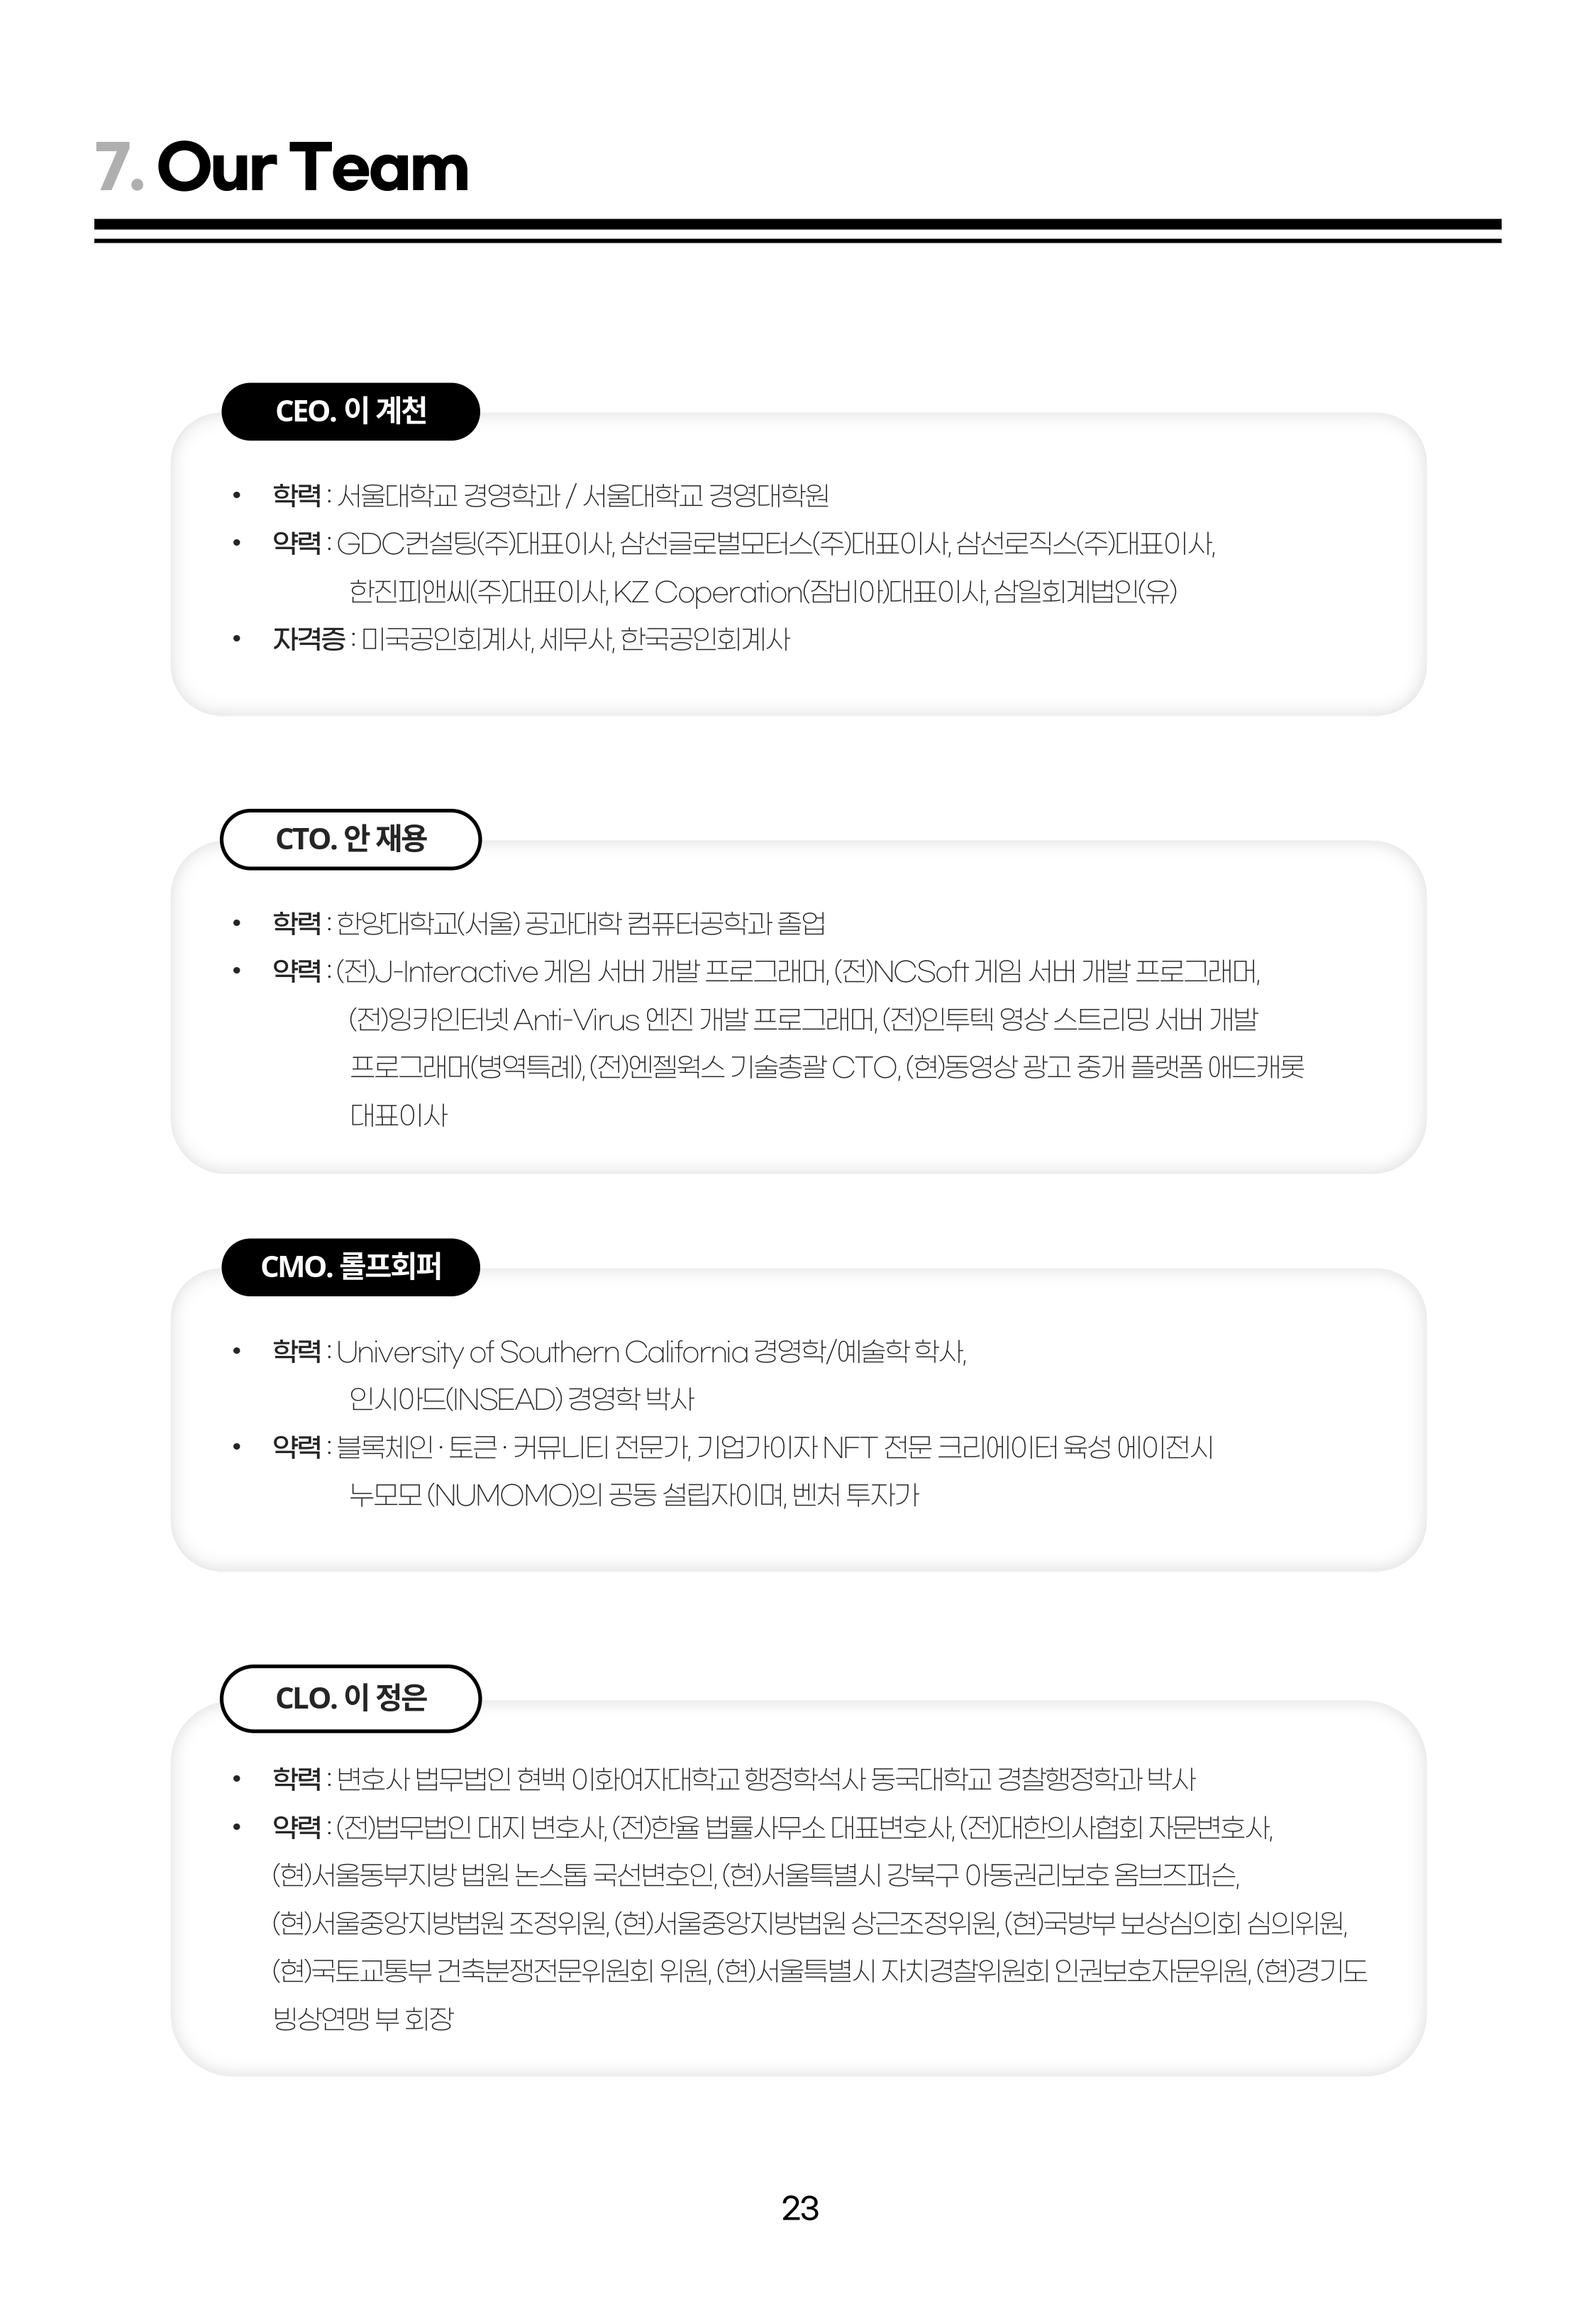 7. Our Team
CEO. 이 계천
• 학력 : 서울대학교 경영학과 / 서울대학교 경영대학원
• 약력 : GDC컨설팅(주)대표이사, 삼선글로벌모터스(주)대표이사, 삼선로직스(주)대표이사,
한진피앤씨(주)대표이사, KZ Coperation(잠비아)대표이사, 삼일회계법인(유)
• 자격증 : 미국공인회계사, 세무사, 한국공인회계사
CTO. 안 재용
• 학력 : 한양대학교(서울) 공과대학 컴퓨터공학과 졸업
• 약력 : (전)J-Interactive 게임 서버 개발 프로그래머, (전)NCSoft 게임 서버 개발 프로그래머,
(전)잉카인터넷 Anti-Virus 엔진 개발 프로그래머, (전)인투텍 영상 스트리밍 서버 개발
프로그래머(병역특례), (전)엔젤웍스 기술총괄 CTO, (현)동영상 광고 중개 플랫폼 애드캐롯
대표이사
CMO. 롤프회퍼
• 학력 : University of Southern California 경영학/예술학 학사,
인시아드(INSEAD) 경영학 박사
• 약력 : 블록체인 · 토큰 · 커뮤니티 전문가, 기업가이자 NFT 전문 크리에이터 육성 에이전시
누모모 (NUMOMO)의 공동 설립자이며, 벤처 투자가
CLO. 이 정은
• 학력 : 변호사 법무법인 현백 이화여자대학교 행정학석사 동국대학교 경찰행정학과 박사
• 약력 : (전)법무법인 대지 변호사, (전)한율 법률사무소 대표변호사, (전)대한의사협회 자문변호사,
(현)서울동부지방 법원 논스톱 국선변호인, (현)서울특별시 강북구 아동권리보호 옴브즈퍼슨,
(현)서울중앙지방법원 조정위원, (현)서울중앙지방법원 상근조정위원, (현)국방부 보상심의회 심의위원,
(현)국토교통부 건축분쟁전문위원회 위원, (현)서울특별시 자치경찰위원회 인권보호자문위원, (현)경기도
빙상연맹 부 회장
23